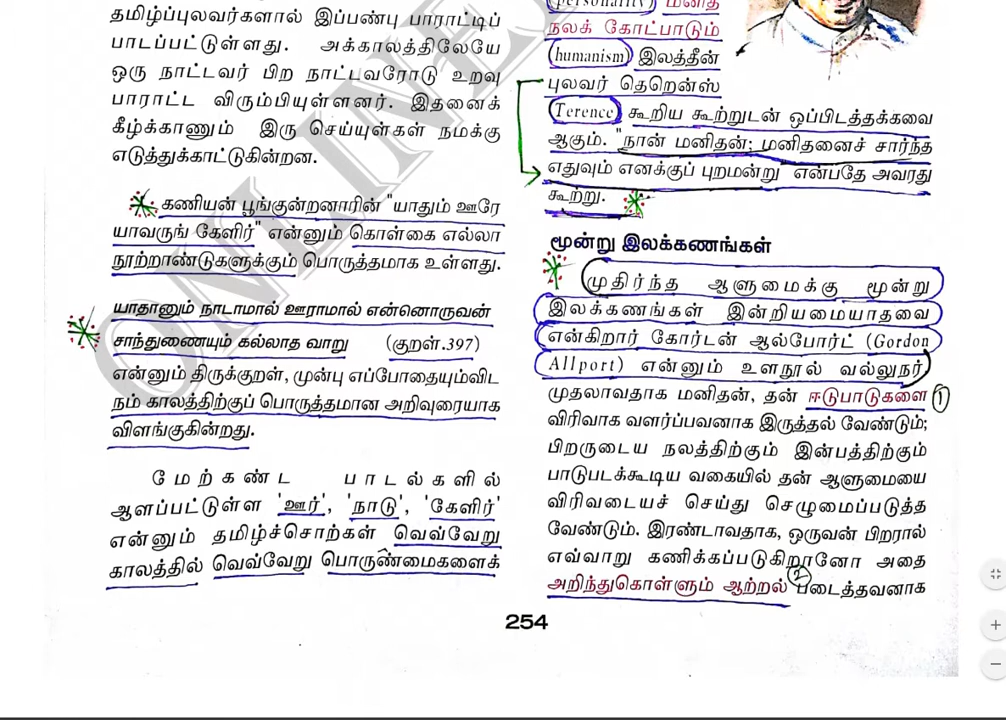 தமிழ்ப்புலவர்களால் இப்பண்பு பாராட்டிப்
பாடப்பட்டுள்ளது. அக்காலத்திலேயே
ஒரு நாட்டவர் பிற நாட்டவரோடு உறவு
பாராட்ட விரும்பியுள்ளனர். இதனைக்
கீழ்க்காணும் இரு செய்யுள்கள் நமக்கு
எடுத்துக்காட்டுகின்றன.
கணியன் பூங்குன்றனாரின் "யாதும் ஊரே
யாவருங் கேளிர்" என்னும் கொள்கை எல்லா
நூற்றாண்டுகளுக்கும் பொருத்தமாக உள்ளது.
யாதானும் நாடாமால் ஊராமால் என்னொருவன்
சாந்துணையும் கல்லாத வாறு (குறள்.397)
என்னும் திருக்குறள், முன்பு எப்போதையும்விட
நம் காலத்திற்குப் பொருத்தமான அறிவுரையாக
விளங்குகின்றது.
மேற்கண்ட பாடல்களில்
ஆளப்பட்டுள்ள 'ஊர்', 'நாடு', 'கேளிர்'
என்னும் தமிழ்ச்சொற்கள் வெவ்வேறு
காலத்தில் வெவ்வேறு பொருண்மைகளைக்
(personality) மனித
நலக் கோட்பாடும்
(humanism) இலத்தீன்
புலவர் தெறென்ஸ்
(Terence) கூறிய கூற்றுடன் ஒப்பிடத்தக்கவை
ஆகும். "நான் மனிதன்; மனிதனைச் சார்ந்த
எதுவும் எனக்குப் புறமன்று என்பதே அவரது
கூற்று.
மூன்று இலக்கணங்கள்
முதிர்ந்த ஆளுமைக்கு மூன்று
இலக்கணங்கள் இன்றியமையாதவை
என்கிறார் கோர்டன் ஆல்போர்ட் (Gordon
Allport) என்னும் உளநூல் வல்லுநர்
முதலாவதாக மனிதன், தன் ஈடுபாடுகளை 1
விரிவாக வளர்ப்பவனாக இருத்தல் வேண்டும்;
பிறருடைய நலத்திற்கும் இன்பத்திற்கும்
பாடுபடக்கூடிய வகையில் தன் ஆளுமையை
விரிவடையச் செய்து செழுமைப்படுத்த
வேண்டும். இரண்டாவதாக, ஒருவன் பிறரால்
எவ்வாறு கணிக்கப்படுகிறானோ அதை
அறிந்துகொள்ளும் ஆற்றல் 2 படைத்தவனாக
254
ONLINE